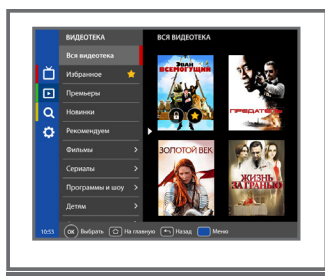 ВИДЕОТЕКА
Вся видеотека
Избранное
Премьеры
Новинки
Рекомендуем
Фильмы
Сериалы
Программы и шоу
Детям
ВСЯ ВИДЕОТЕКА
ЭВАН
ВСЕМОГУЩИЙ
ПРЕДАТЕЛЬ
ЗОЛОТОЙ ВЕК
ЖИЗНЬ
ЗА ГРАНЬЮ
10:53 OK Выбрать На главную Назад Меню